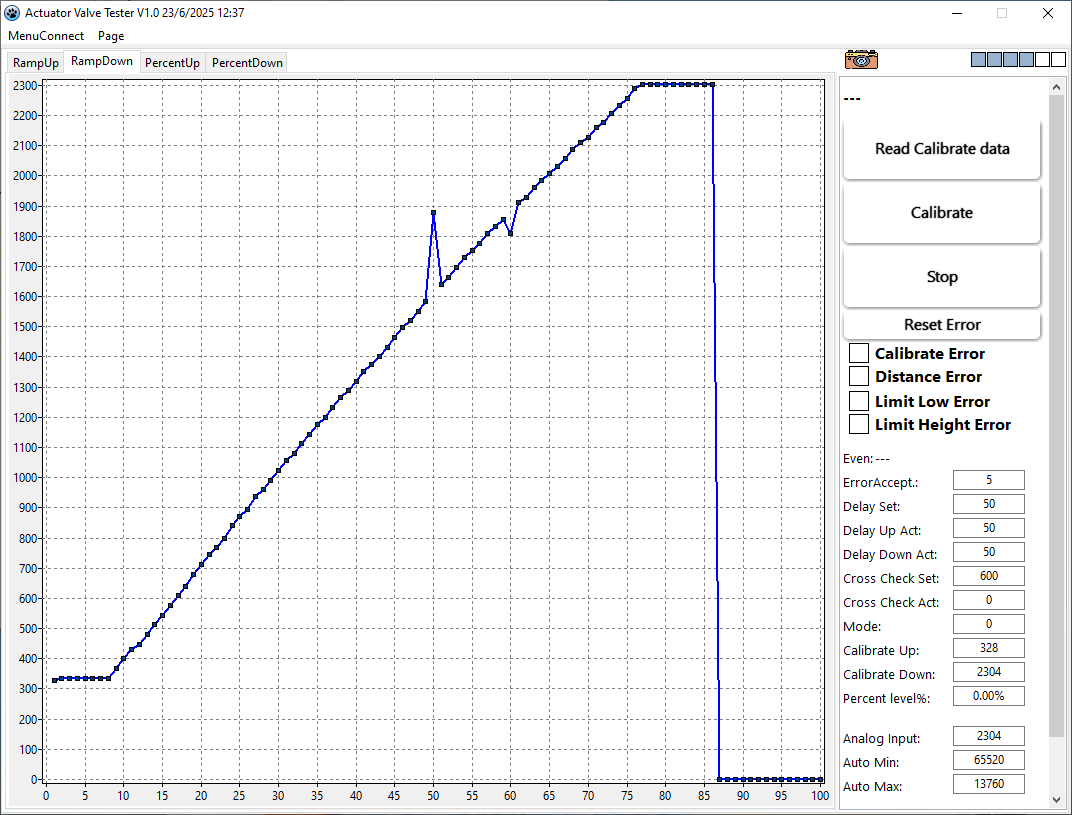 Actuator Valve Tester V1.0 23/6/2025 12:37
MenuConnect Page
RampUp RampDown PercentUp PercentDown
2300
2200
2100
2000
1900
1800
1700
1600
1500
1400
1300
1200
1100
1000
900
800
700
600
500
400
300
200
100
0
0 5 10 15 20 25 30 35 40 45 50 55 60 65 70 75 80 85 90 95 100
---
Read Calibrate data
Calibrate
Stop
Reset Error
Calibrate Error
Distance Error
Limit Low Error
Limit Height Error
Even: ---
ErrorAccept.: 5
Delay Set: 50
Delay Up Act: 50
Delay Down Act: 50
Cross Check Set: 600
Cross Check Act: 0
Mode: 0
Calibrate Up: 328
Calibrate Down: 2304
Percent level%: 0.00%
Analog Input: 2304
Auto Min: 65520
Auto Max: 13760